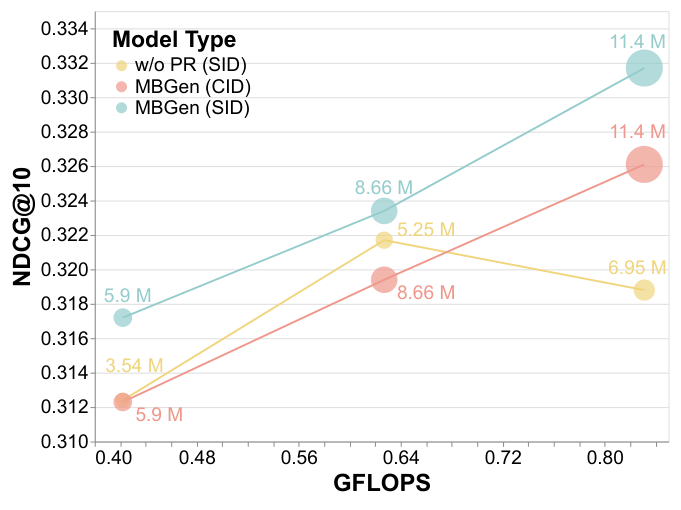 0.334
0.332
0.330
0.328
0.326
0.324
0.322
0.320
0.318
0.316
0.314
0.312
0.310
NDCG@10
Model Type
w/o PR (SID)
MBGen (CID)
MBGen (SID)
11.4 M
11.4 M
8.66 M
5.25 M
6.95 M
8.66 M
5.9 M
3.54 M
5.9 M
0.40 0.48 0.56 0.64 0.72 0.80
GFLOPS